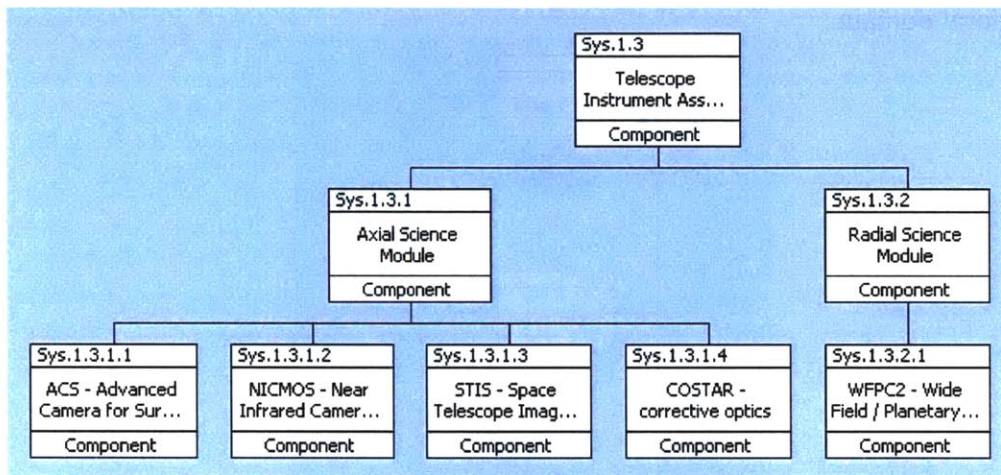 Sys.1.3
Telescope
Instrument Ass...
Component
Sys.1.3.1
Axial Science
Module
Component
Sys.1.3.2
Radial Science
Module
Component
Sys.1.3.1.1
ACS - Advanced
Camera for Sur...
Component
Sys.1.3.1.2
NICMOS - Near
Infrared Camer...
Component
Sys.1.3.1.3
STIS - Space
Telescope Imag...
Component
Sys.1.3.1.4
COSTAR -
corrective optics
Component
Sys.1.3.2.1
WFPC2 - Wide
Field / Planetary...
Component